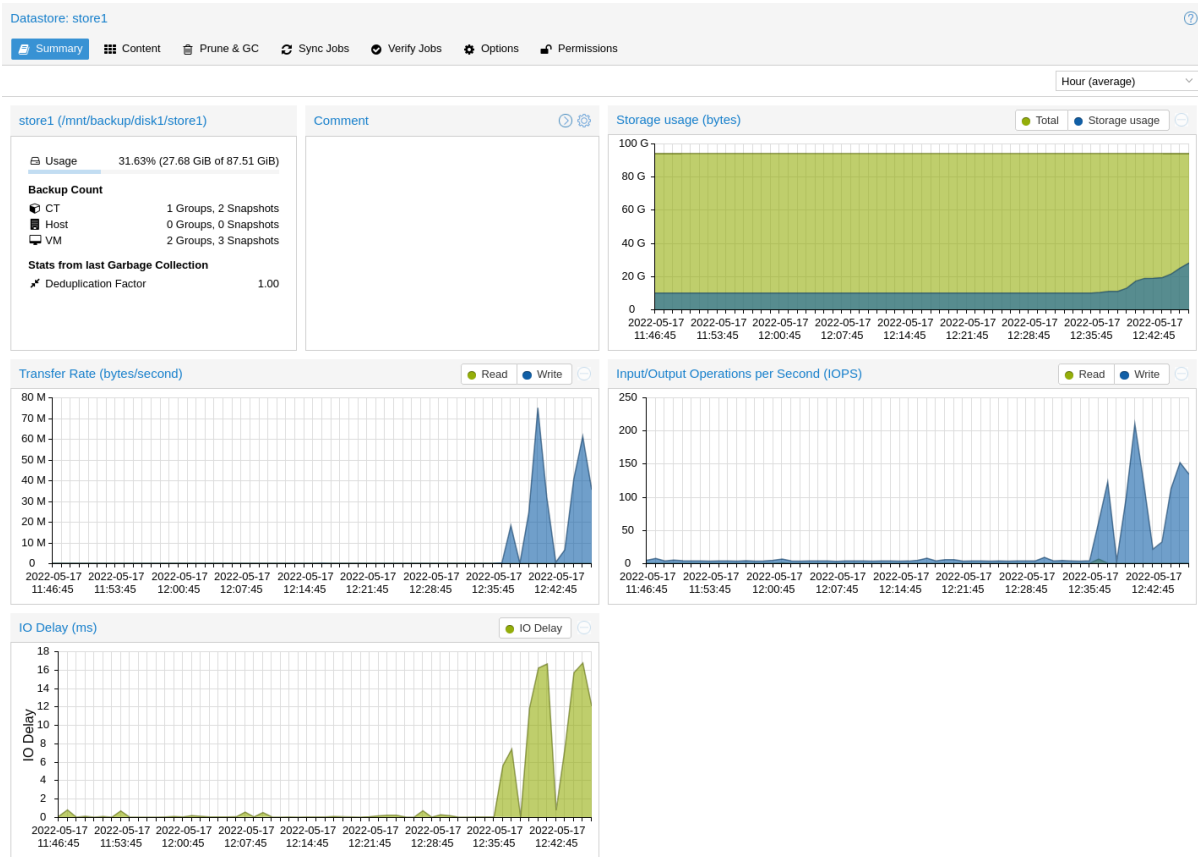 Datastore: store1
Summary Content Prune & GC Sync Jobs Verify Jobs Options Permissions
Hour (average)
store1 (/mnt/backup/disk1/store1)
Usage 31.63% (27.68 GiB of 87.51 GiB)
Backup Count
CT 1 Groups, 2 Snapshots
Host 0 Groups, 0 Snapshots
VM 2 Groups, 3 Snapshots
Stats from last Garbage Collection
Deduplication Factor 1.00
Comment
Storage usage (bytes) Total Storage usage
100 G
80 G
60 G
40 G
20 G
0
2022-05-17 2022-05-17 2022-05-17 2022-05-17 2022-05-17 2022-05-17 2022-05-17 2022-05-17 2022-05-17
11:46:45 11:53:45 12:00:45 12:07:45 12:14:45 12:21:45 12:28:45 12:35:45 12:42:45
Transfer Rate (bytes/second) Read Write
80 M
70 M
60 M
50 M
40 M
30 M
20 M
10 M
0
2022-05-17 2022-05-17 2022-05-17 2022-05-17 2022-05-17 2022-05-17 2022-05-17 2022-05-17 2022-05-17
11:46:45 11:53:45 12:00:45 12:07:45 12:14:45 12:21:45 12:28:45 12:35:45 12:42:45
Input/Output Operations per Second (IOPS) Read Write
250
200
150
100
50
0
2022-05-17 2022-05-17 2022-05-17 2022-05-17 2022-05-17 2022-05-17 2022-05-17 2022-05-17 2022-05-17
11:46:45 11:53:45 12:00:45 12:07:45 12:14:45 12:21:45 12:28:45 12:35:45 12:42:45
IO Delay (ms) IO Delay
IO Delay
18
16
14
12
10
8
6
4
2
0
2022-05-17 2022-05-17 2022-05-17 2022-05-17 2022-05-17 2022-05-17 2022-05-17 2022-05-17 2022-05-17
11:46:45 11:53:45 12:00:45 12:07:45 12:14:45 12:21:45 12:28:45 12:35:45 12:42:45